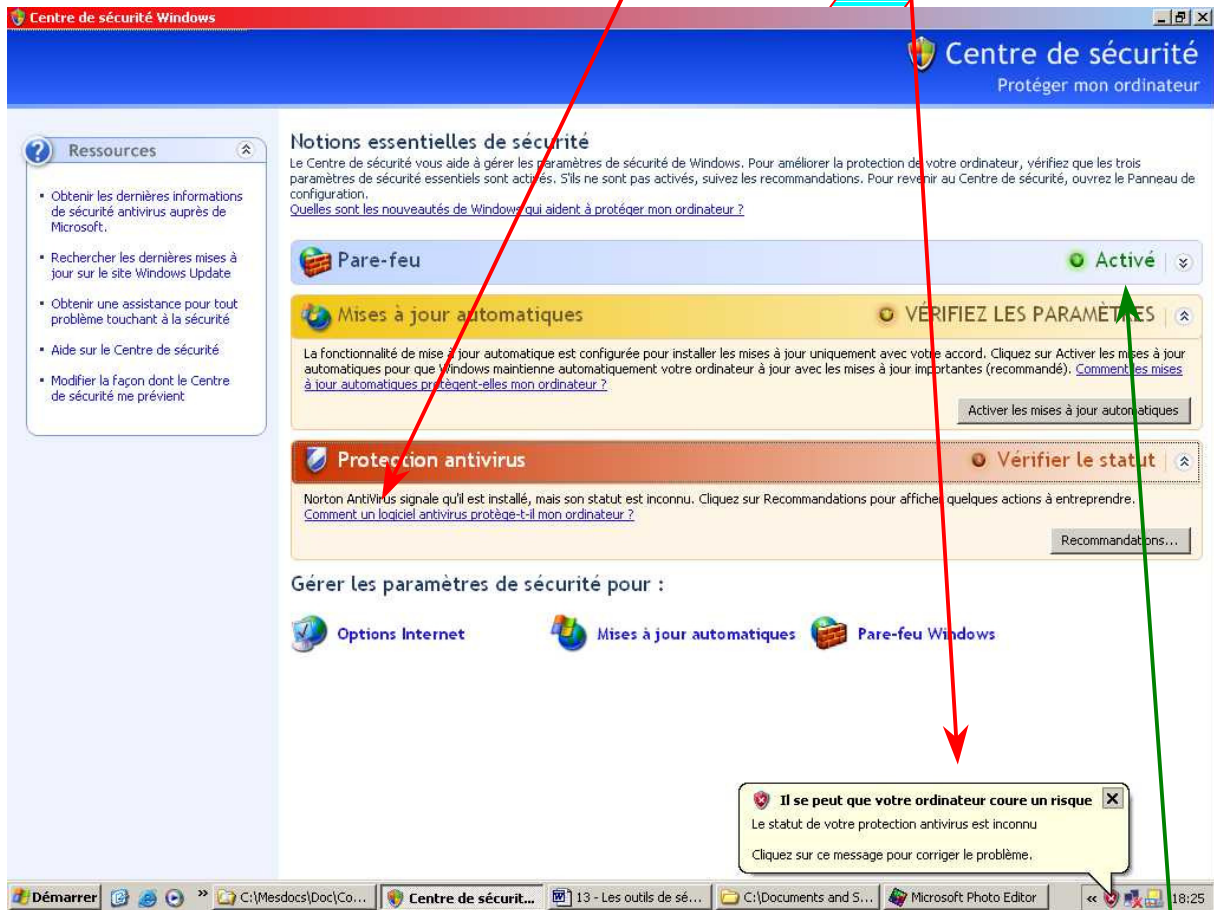 Centre de sécurité Windows
Centre de sécurité
Protéger mon ordinateur
Ressources
Obtenir les dernières informations
de sécurité antivirus auprès de
Microsoft.
Rechercher les dernières mises à
jour sur le site Windows Update
Obtenir une assistance pour tout
problème touchant à la sécurité
Aide sur le Centre de sécurité
Modifier la façon dont le Centre
de sécurité me prévient
Notions essentielles de sécurité
Le Centre de sécurité vous aide à gérer les paramètres de sécurité de Windows. Pour améliorer la protection de votre ordinateur, vérifiez que les trois
paramètres de sécurité essentiels sont activés. S'ils ne sont pas activés, suivez les recommandations. Pour revenir au Centre de sécurité, ouvrez le Panneau de
configuration.
Quelles sont les nouveautés de Windows qui aident à protéger mon ordinateur ?
Pare-feu Activé
Mises à jour automatiques VÉRIFIEZ LES PARAMÈTRES
La fonctionnalité de mise à jour automatique est configurée pour installer les mises à jour uniquement avec votre accord. Cliquez sur Activer les mises à jour
automatiques pour que Windows maintienne automatiquement votre ordinateur à jour avec les mises à jour importantes (recommandé). Comment les mises
à jour automatiques protègent-elles mon ordinateur ?
Activer les mises à jour automatiques
Protection antivirus Vérifier le statut
Norton AntiVirus signale qu'il est installé, mais son statut est inconnu. Cliquez sur Recommandations pour afficher quelques actions à entreprendre.
Comment un logiciel antivirus protège-t-il mon ordinateur ?
Recommandations...
Gérer les paramètres de sécurité pour :
Options Internet Mises à jour automatiques Pare-feu Windows
Il se peut que votre ordinateur coure un risque
Le statut de votre protection antivirus est inconnu
Cliquez sur ce message pour corriger le problème.
Démarrer » C:\Mesdocs\Doc\Co... Centre de sécurit... 13 - Les outils de sé... C:\Documents and S... Microsoft Photo Editor « 18:25